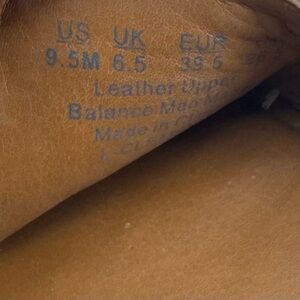 US UK EUR
9.5M 6.5 39.5
Leather Upper
Balance Man
Made in